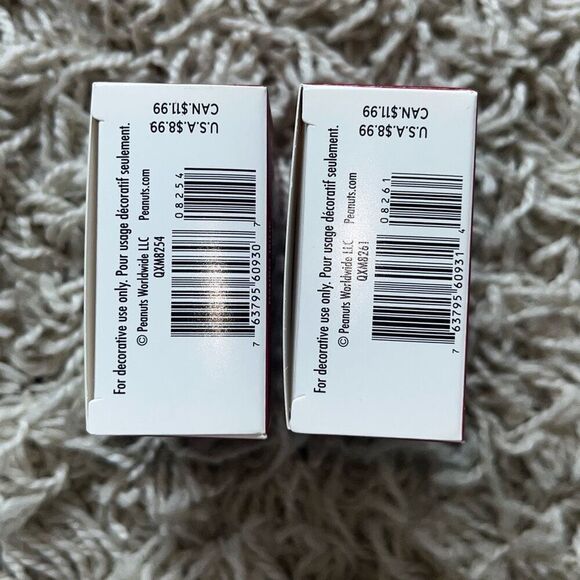 U.S.A.$8.99
CAN.$11.99
For decorative use only. Pour usage décoratif seulement.
© Peanuts Worldwide LLC Peanuts.com
QXM8254
08254
7 63795 60930 7
U.S.A.$8.99
CAN.$11.99
For decorative use only. Pour usage décoratif seulement.
© Peanuts Worldwide LLC Peanuts.com
QXM8261
08261
7 63795 60931 4